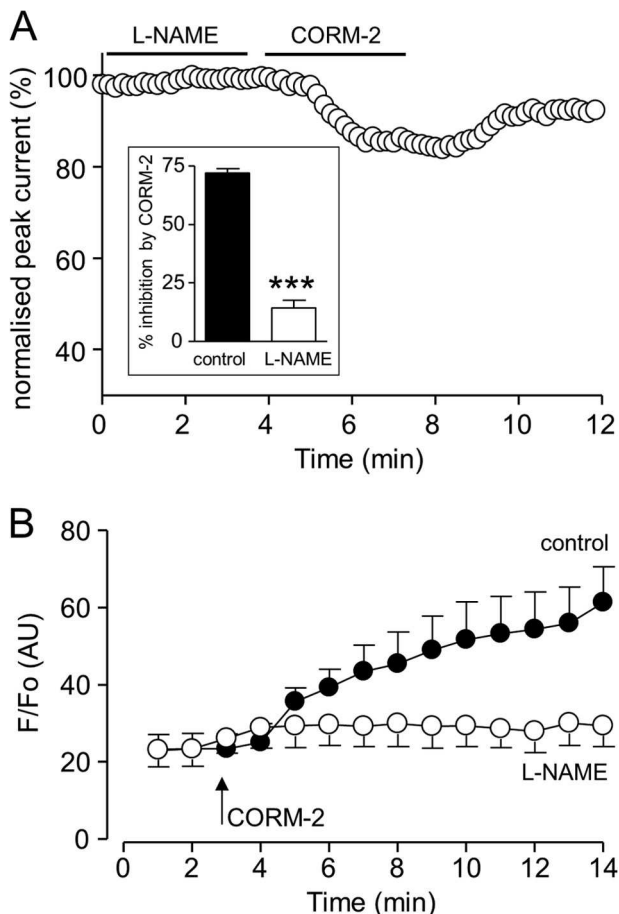 A
L-NAME CORM-2
normalised peak current (%)
100
80
60
40
% inhibition by CORM-2
75
50
25
0
***
control L-NAME
0 2 4 6 8 10 12
Time (min)
B
F/Fo (AU)
80
60
40
20
0
control
L-NAME
CORM-2
0 2 4 6 8 10 12 14
Time (min)